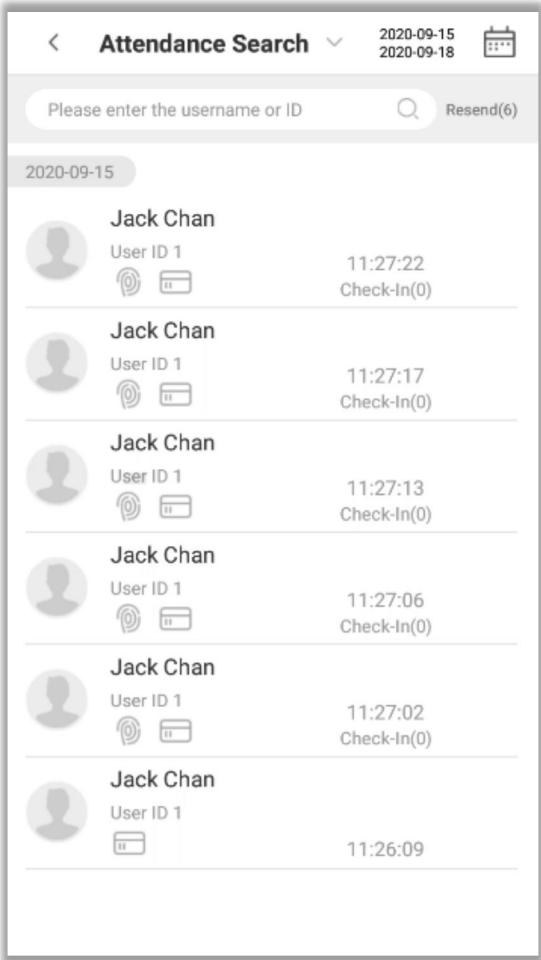 Attendance Search
2020-09-15
2020-09-18
Please enter the username or ID
Resend(6)
2020-09-15
Jack Chan
User ID 1
11:27:22
Check-In(0)
Jack Chan
User ID 1
11:27:17
Check-In(0)
Jack Chan
User ID 1
11:27:13
Check-In(0)
Jack Chan
User ID 1
11:27:06
Check-In(0)
Jack Chan
User ID 1
11:27:02
Check-In(0)
Jack Chan
User ID 1
11:26:09